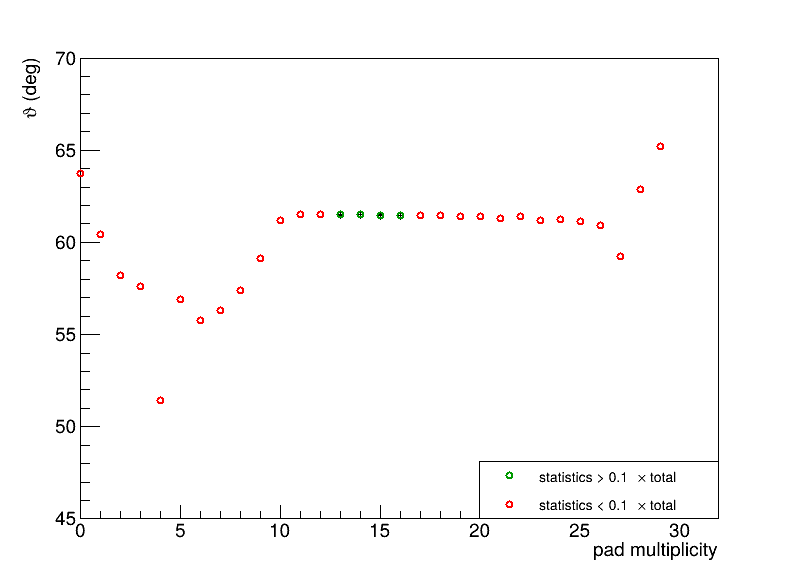 ϑ (deg)
70
65
60
55
50
45
0 5 10 15 20 25 30
pad multiplicity
statistics > 0.1 × total
statistics < 0.1 × total